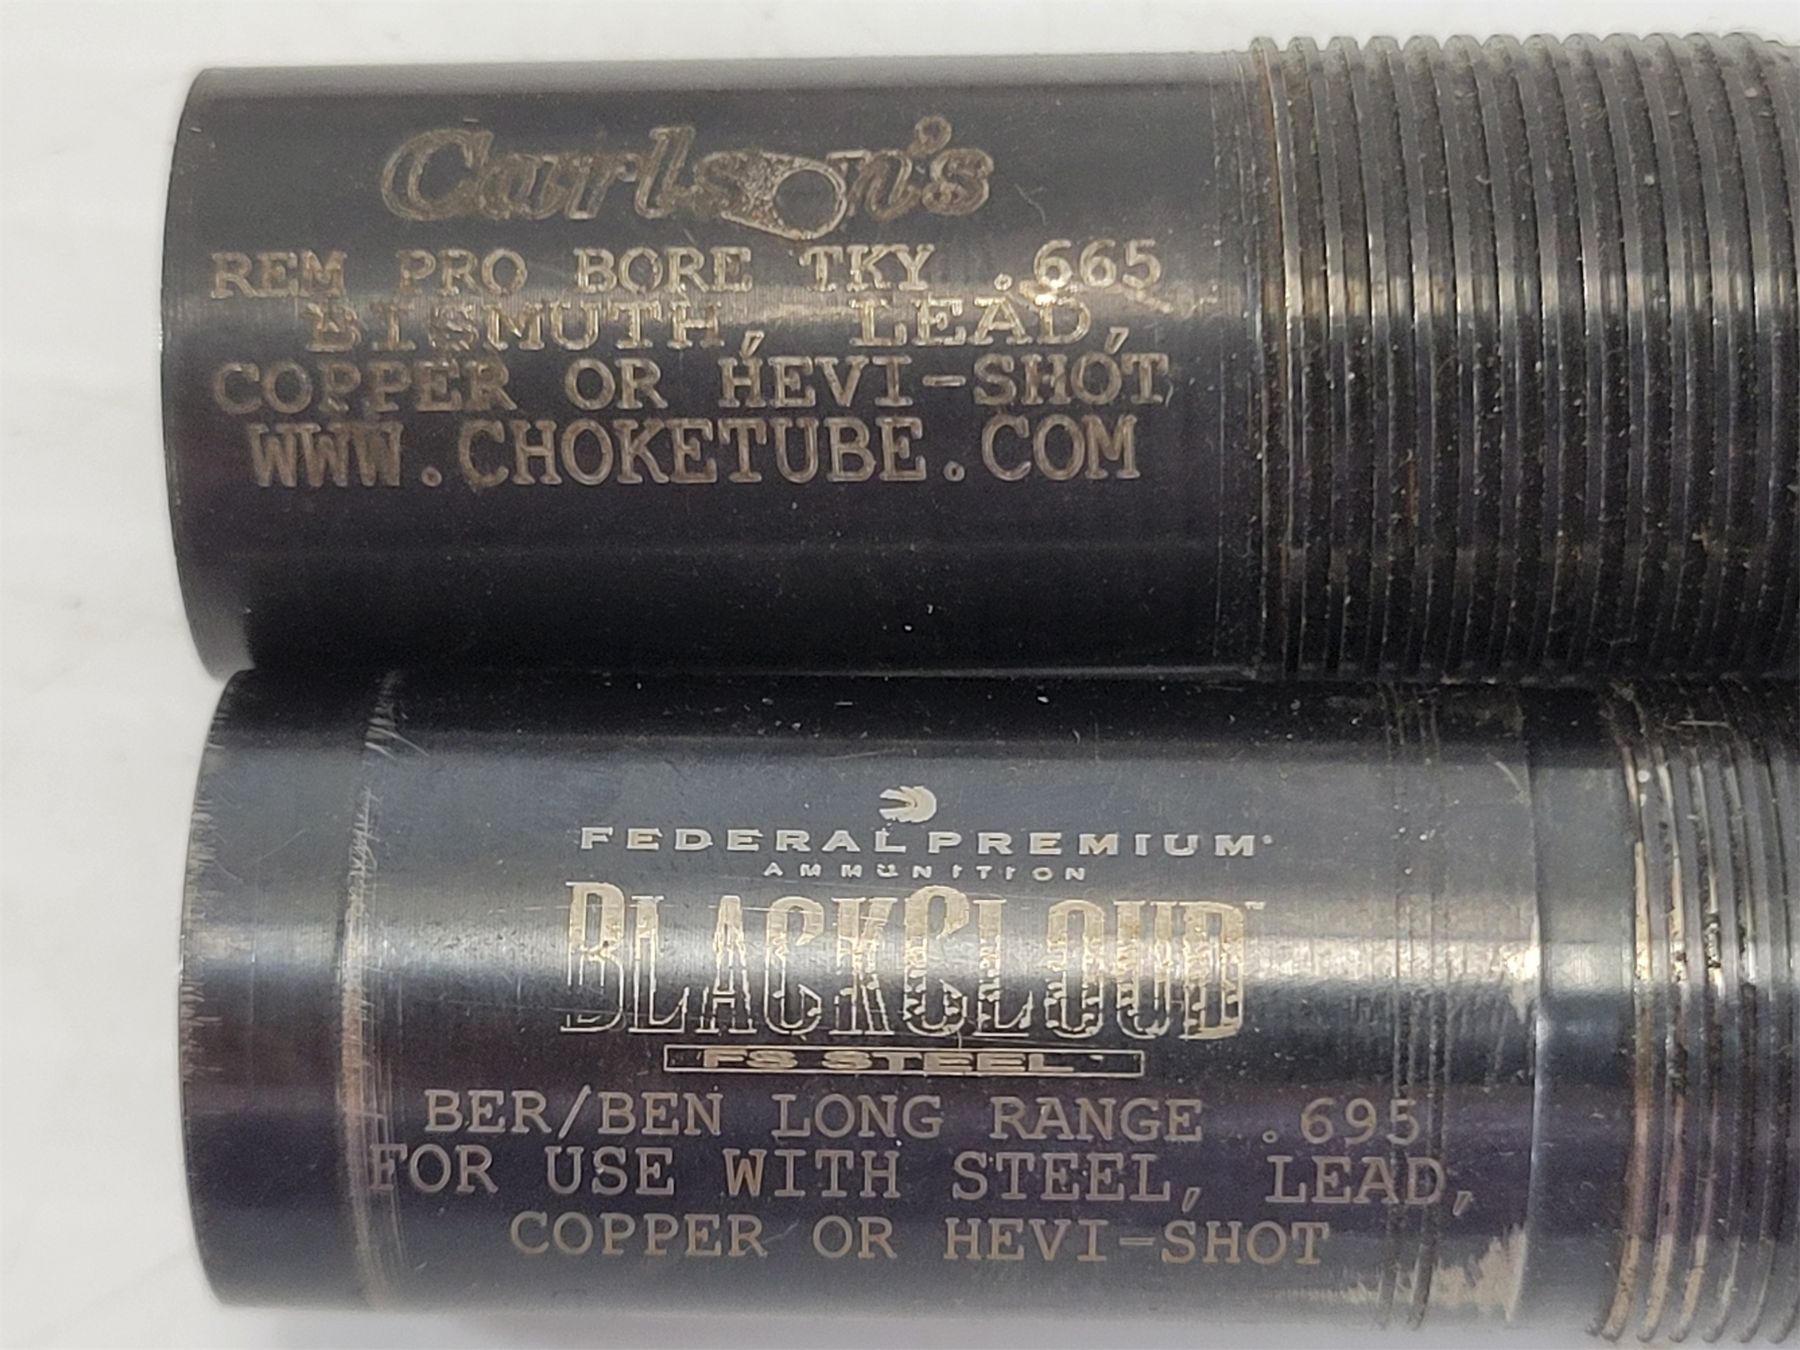 Carlson's
REM PRO BORE TKY .665
BISMUTH, LEAD,
COPPER OR HEVI-SHOT
WWW.CHOKETUBE.COM
FEDERAL PREMIUM
AMMUNITION
BLACKCLOUD™
FS STEEL
BER/BEN LONG RANGE .695
FOR USE WITH STEEL, LEAD,
COPPER OR HEVI-SHOT